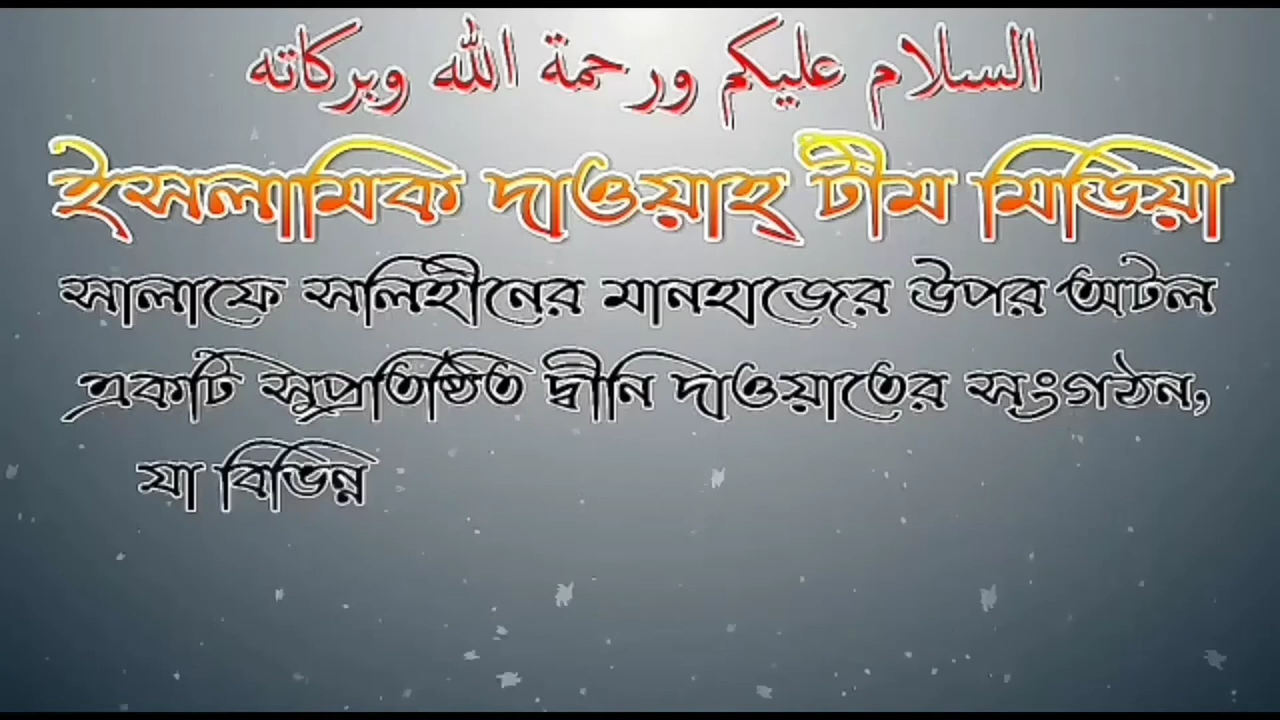 السلام عليكم ورحمة الله وبركاته
ইসলামিক দাওয়াহ্ টীম মিডিয়া
সালাফে সলিহীনের মানহাজের উপর অটল
একটি সুপ্রতিষ্ঠিত দ্বীনি দাওয়াতের সংগঠন,
যা বিভিন্ন